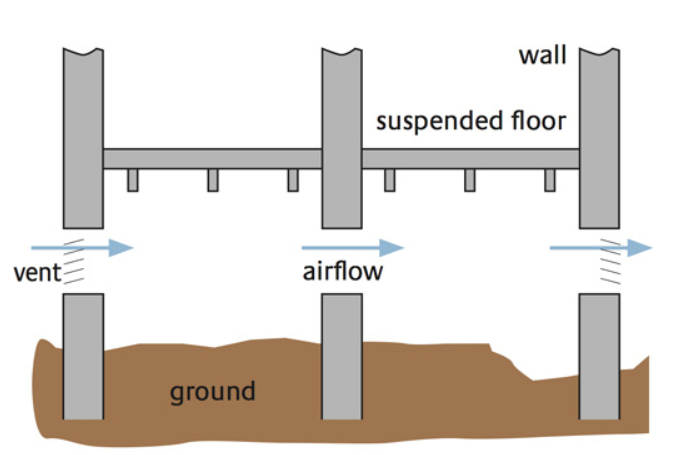 wall
suspended floor
vent
airflow
ground